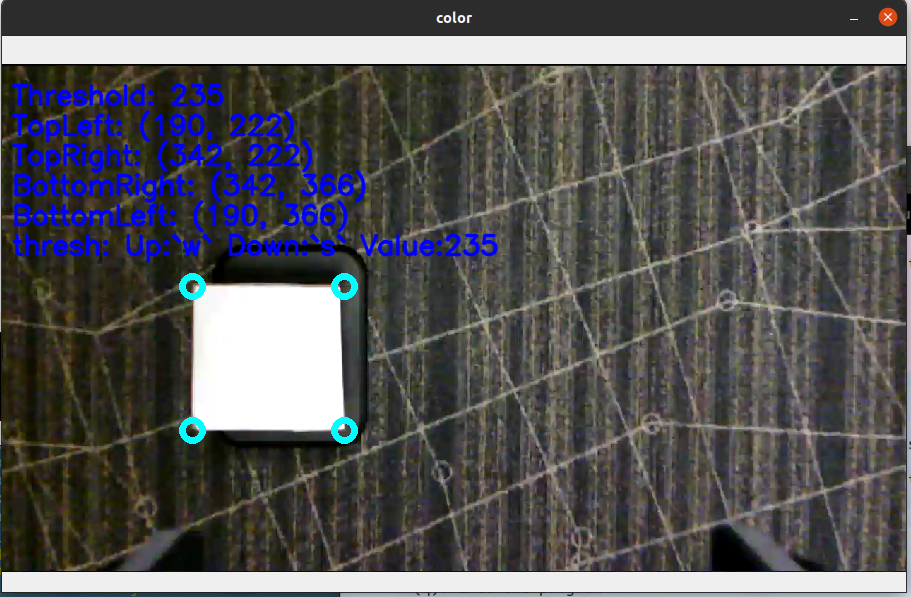 color
Threshold: 235
TopLeft: (190, 222)
TopRight: (342, 222)
BottomRight: (342, 366)
BottomLeft: (190, 366)
thresh: Up:`w` Down:`s` Value:235